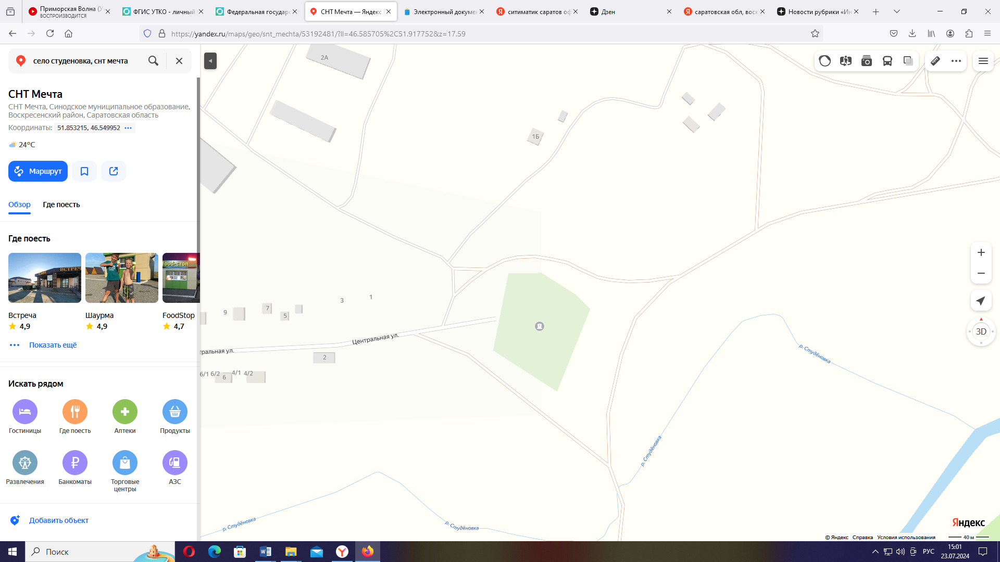 Приморская Волна (У
ВОСПРОИЗВОДИТСЯ
ФГИС УТКО - личный
Федеральная государс
СНТ Мечта — Яндекс
Электронный докумен
ситиматик саратов оф
Дзен
саратовская обл, воск
Новости рубрики «Ин
https://yandex.ru/maps/geo/snt_mechta/53192481/?ll=46.585705%2C51.917752&z=17.59
село студеновка, снт мечта
СНТ Мечта
СНТ Мечта, Синодское муниципальное образование,
Воскресенский район, Саратовская область
Координаты: 51.853215, 46.549952
24°C
Маршрут
Обзор Где поесть
Где поесть
КАФЕ ВСТРЕЧ
food-стоп
Встреча Шаурма FoodStop
4,9 4,9 4,7
Показать ещё
Искать рядом
Гостиницы Где поесть Аптеки Продукты
Развлечения Банкоматы Торговые
центры АЗС
Добавить объект
2А
1Б
3 1
9 7 5
Центральная ул.
тральная ул.
2
6/1 6/2 4/1 4/2
6
р. Студёновка
р. Студёновка
р. Студёновка
р. Студёновка
3D
Яндекс
© Яндекс Справка Условия использования 40 м
Поиск
РУС
15:01
23.07.2024